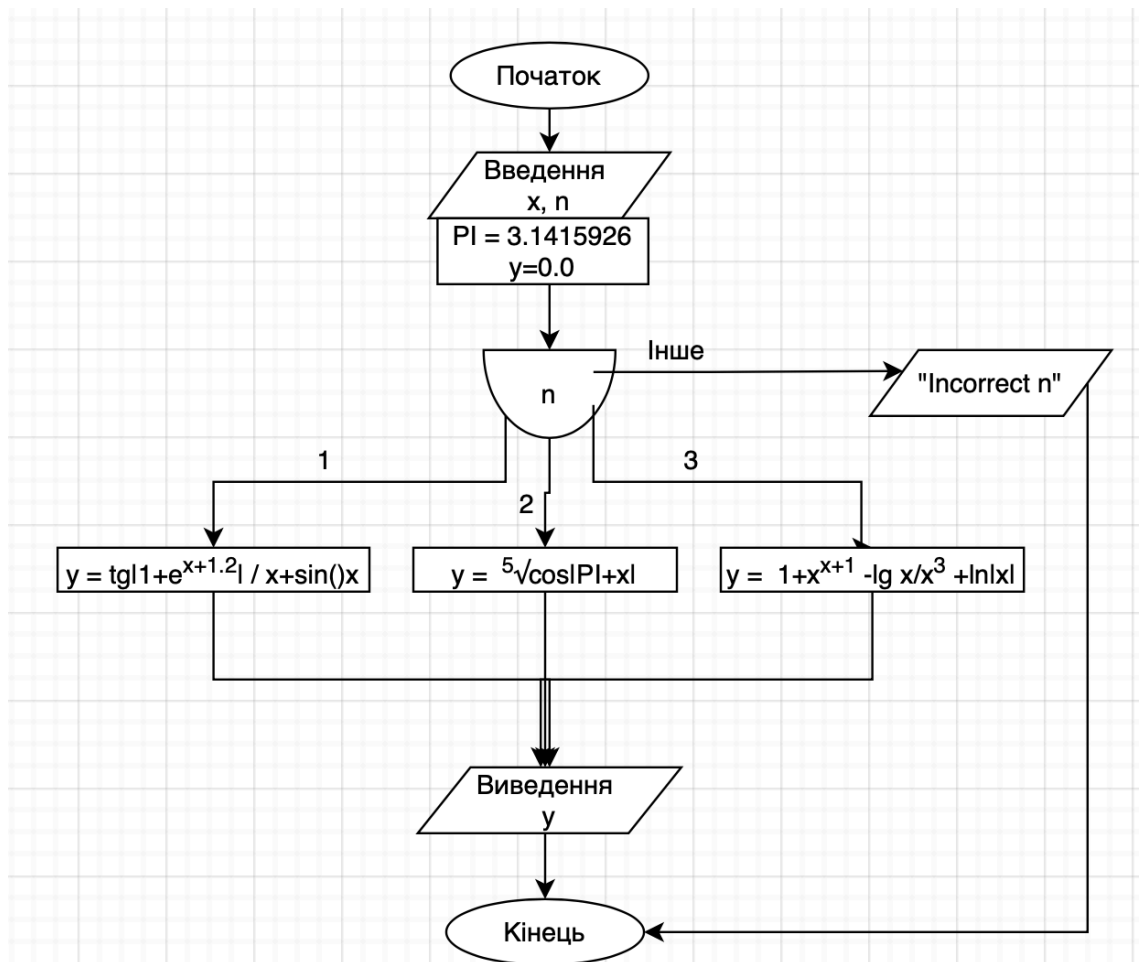 Початок
Введення
x, n
PI = 3.1415926
y=0.0
Інше
n
"Incorrect n"
1
2
3
y = tg|1+e^x+1.2| / x+sin()x
y = ⁵√cos|PI+x|
y = 1+x^x+1 -lg x/x³ +ln|x|
Виведення
y
Кінець